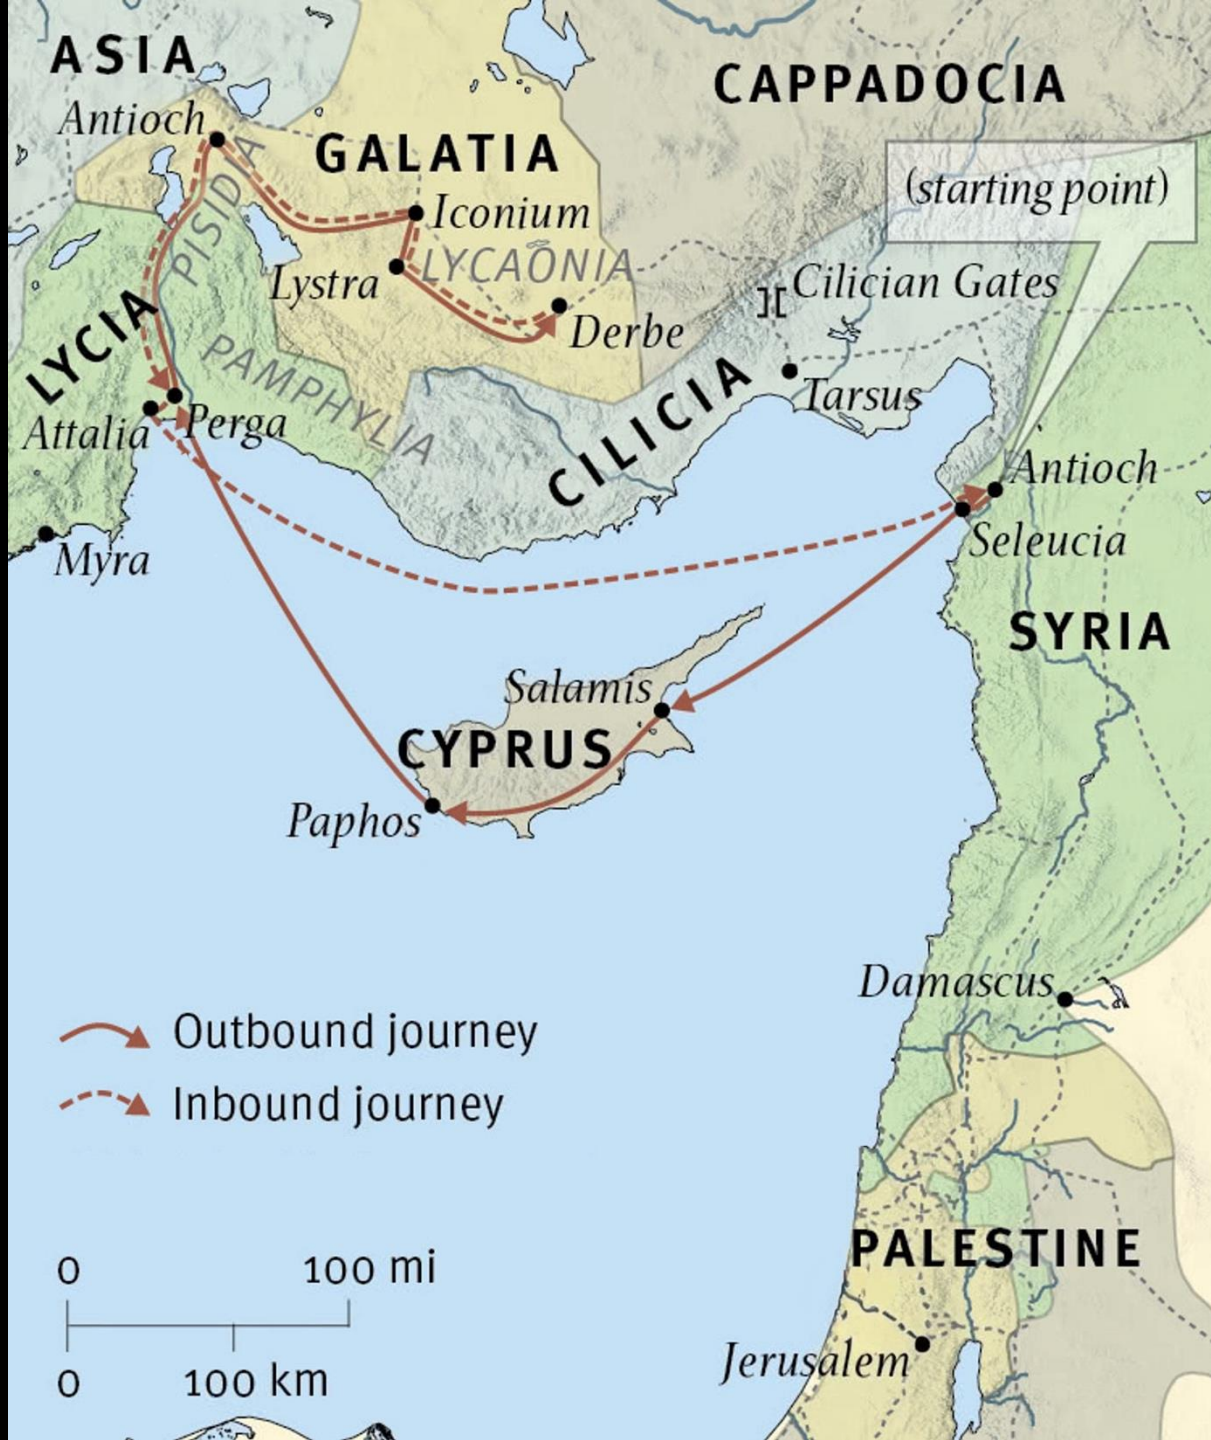 ASIA
CAPPADOCIA
Antioch
GALATIA
PISIDIA
(starting point)
Iconium
LYCAONIA
Lystra
Cilician Gates
Derbe
LYCIA
PAMPHYLIA
CILICIA
Tarsus
Perga
Attalia
Antioch
Seleucia
Myra
SYRIA
Salamis
CYPRUS
Paphos
Damascus
Outbound journey
Inbound journey
PALESTINE
0 100 mi
0 100 km
Jerusalem